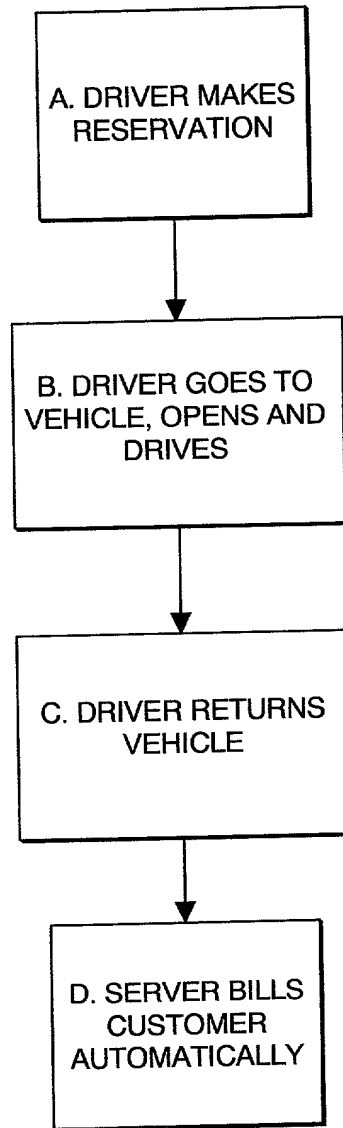 A. DRIVER MAKES
RESERVATION
B. DRIVER GOES TO
VEHICLE, OPENS AND
DRIVES
C. DRIVER RETURNS
VEHICLE
D. SERVER BILLS
CUSTOMER
AUTOMATICALLY